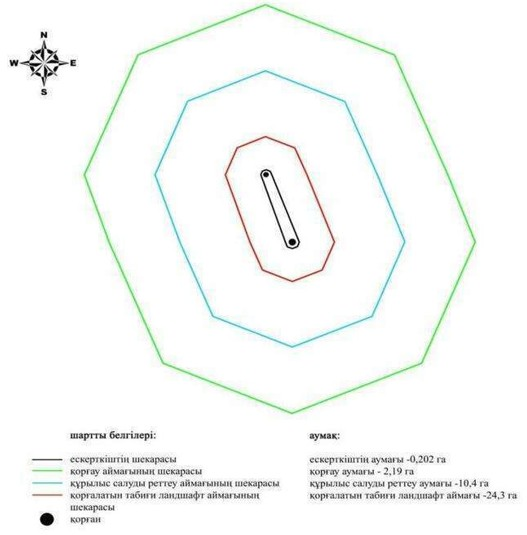 N
W E
S
шартты белгілері: аумақ:
ескерткіштің шекарасы ескерткіштің аумағы -0,202 га
қорғау аймағының шекарасы қорғау аумағы - 2,19 га
құрылыс салуды реттеу аймағының шекарасы құрылыс салуды реттеу аумағы -10,4 га
қорғалатын табиғи ландшафт аймағының қорғалатын табиғи ландшафт аймағы -24,3 га
шекарасы
қорған